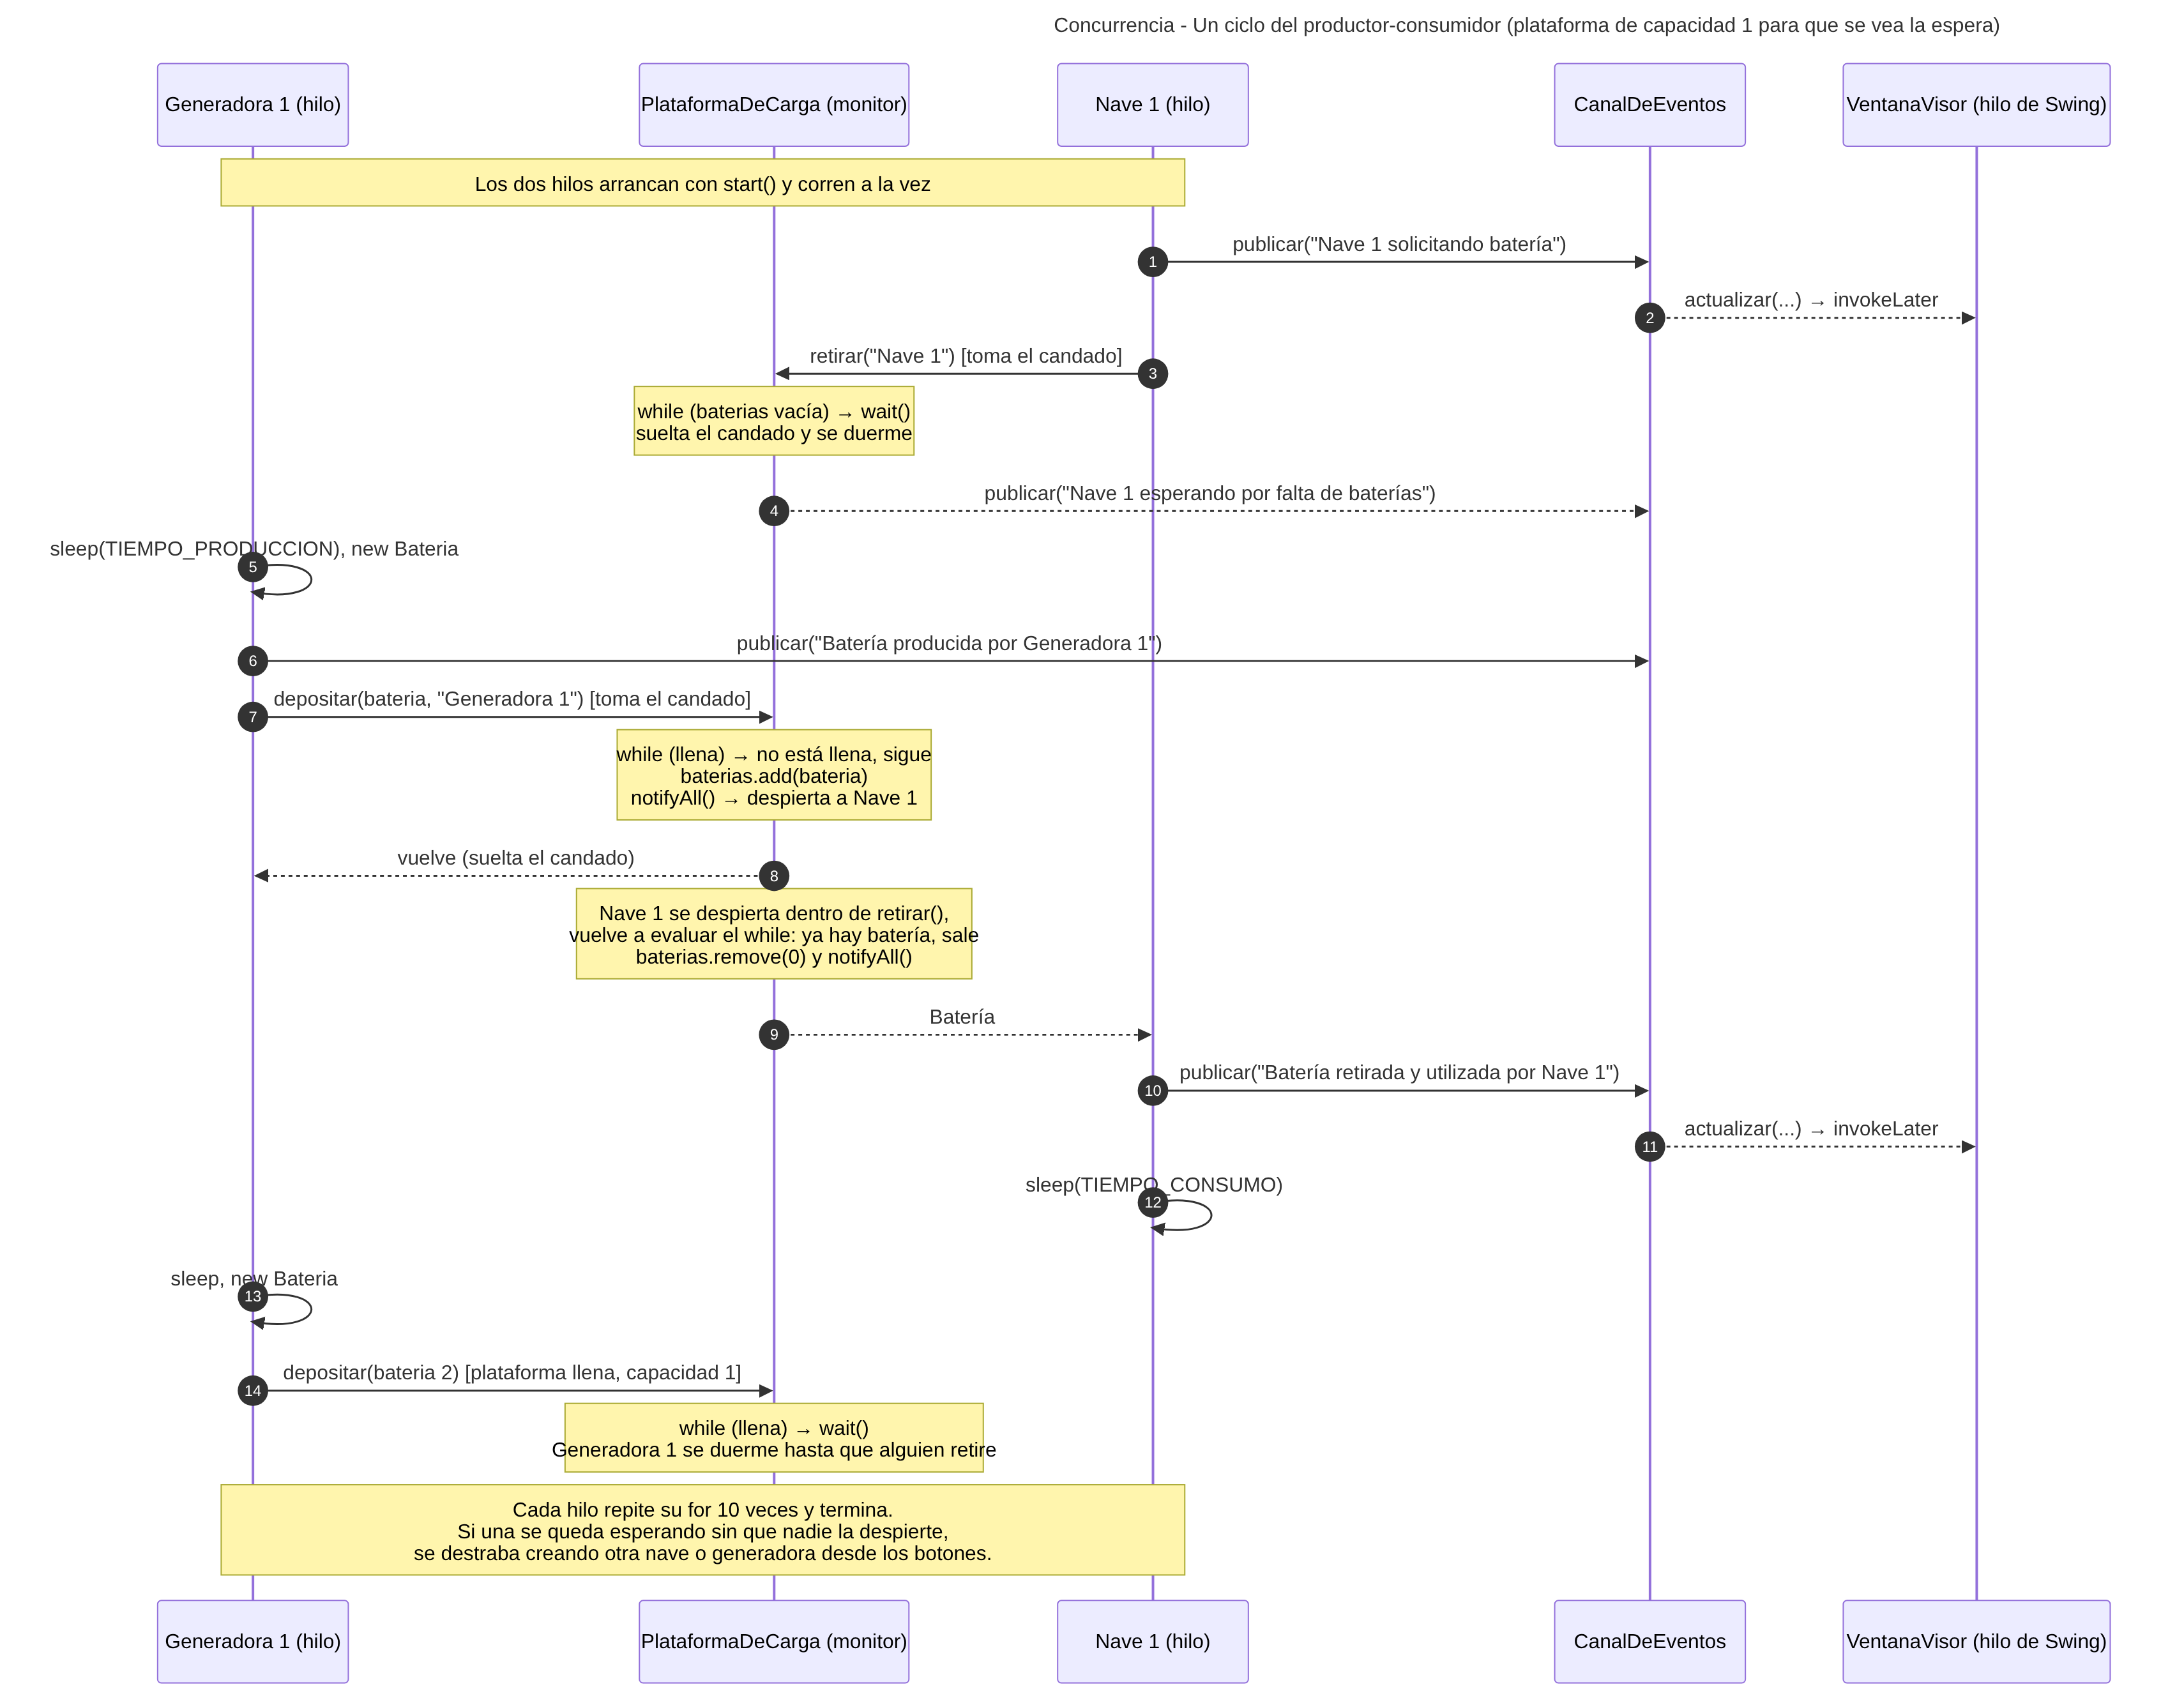 Concurrencia - Un ciclo del productor-consumidor (plataforma de capacidad 1 para que se vea la espera)
Generadora 1 (hilo)
PlataformaDeCarga (monitor)
Nave 1 (hilo)
CanalDeEventos
VentanaVisor (hilo de Swing)
Los dos hilos arrancan con start() y corren a la vez
publicar("Nave 1 solicitando batería")
1
actualizar(...) → invokeLater
2
retirar("Nave 1") [toma el candado]
3
while (baterias vacía) → wait()
suelta el candado y se duerme
publicar("Nave 1 esperando por falta de baterías")
4
sleep(TIEMPO_PRODUCCION), new Bateria
5
publicar("Batería producida por Generadora 1")
6
depositar(bateria, "Generadora 1") [toma el candado]
7
while (llena) → no está llena, sigue
baterias.add(bateria)
notifyAll() → despierta a Nave 1
vuelve (suelta el candado)
8
Nave 1 se despierta dentro de retirar(),
vuelve a evaluar el while: ya hay batería, sale
baterias.remove(0) y notifyAll()
Batería
9
publicar("Batería retirada y utilizada por Nave 1")
10
actualizar(...) → invokeLater
11
sleep(TIEMPO_CONSUMO)
12
sleep, new Bateria
13
depositar(bateria 2) [plataforma llena, capacidad 1]
14
while (llena) → wait()
Generadora 1 se duerme hasta que alguien retire
Cada hilo repite su for 10 veces y termina.
Si una se queda esperando sin que nadie la despierte,
se destraba creando otra nave o generadora desde los botones.
Generadora 1 (hilo)
PlataformaDeCarga (monitor)
Nave 1 (hilo)
CanalDeEventos
VentanaVisor (hilo de Swing)